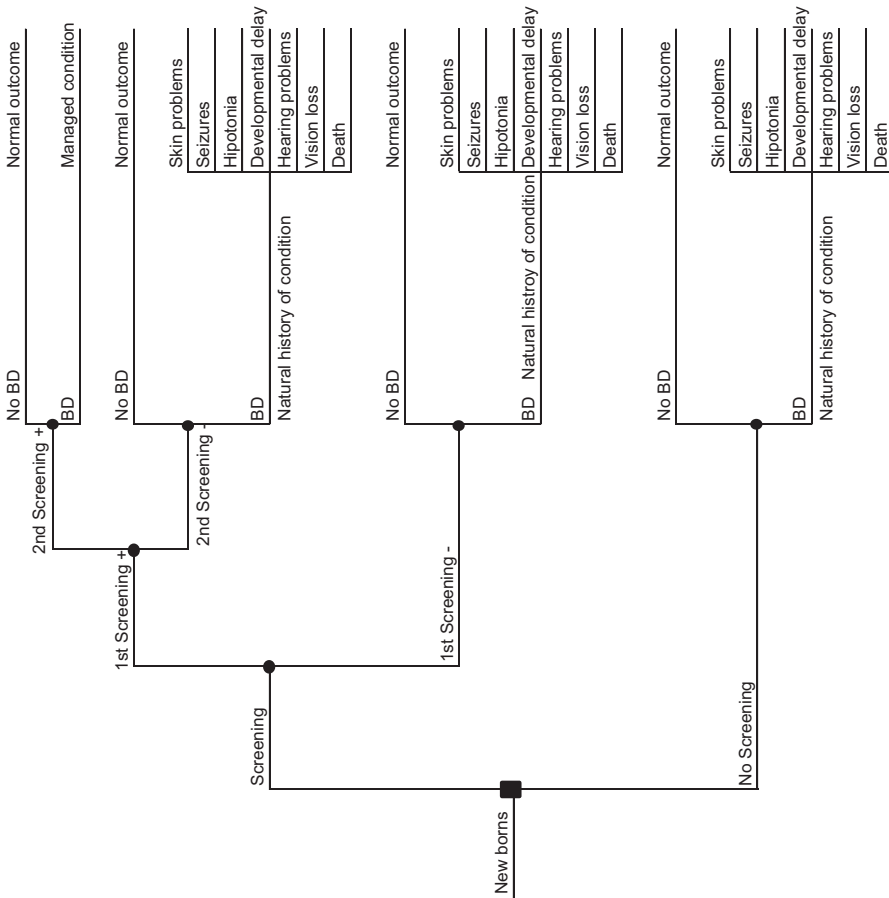 New borns
Screening
No Screening
1st Screening +
1st Screening -
2nd Screening +
2nd Screening -
No BD
Normal outcome
BD
Managed condition
No BD
Normal outcome
BD
Natural history of condition
Skin problems
Seizures
Hipotonia
Developmental delay
Hearing problems
Vision loss
Death
No BD
Normal outcome
BD
Natural histroy of condition
Skin problems
Seizures
Hipotonia
Developmental delay
Hearing problems
Vision loss
Death
No BD
Normal outcome
BD
Natural history of condition
Skin problems
Seizures
Hipotonia
Developmental delay
Hearing problems
Vision loss
Death